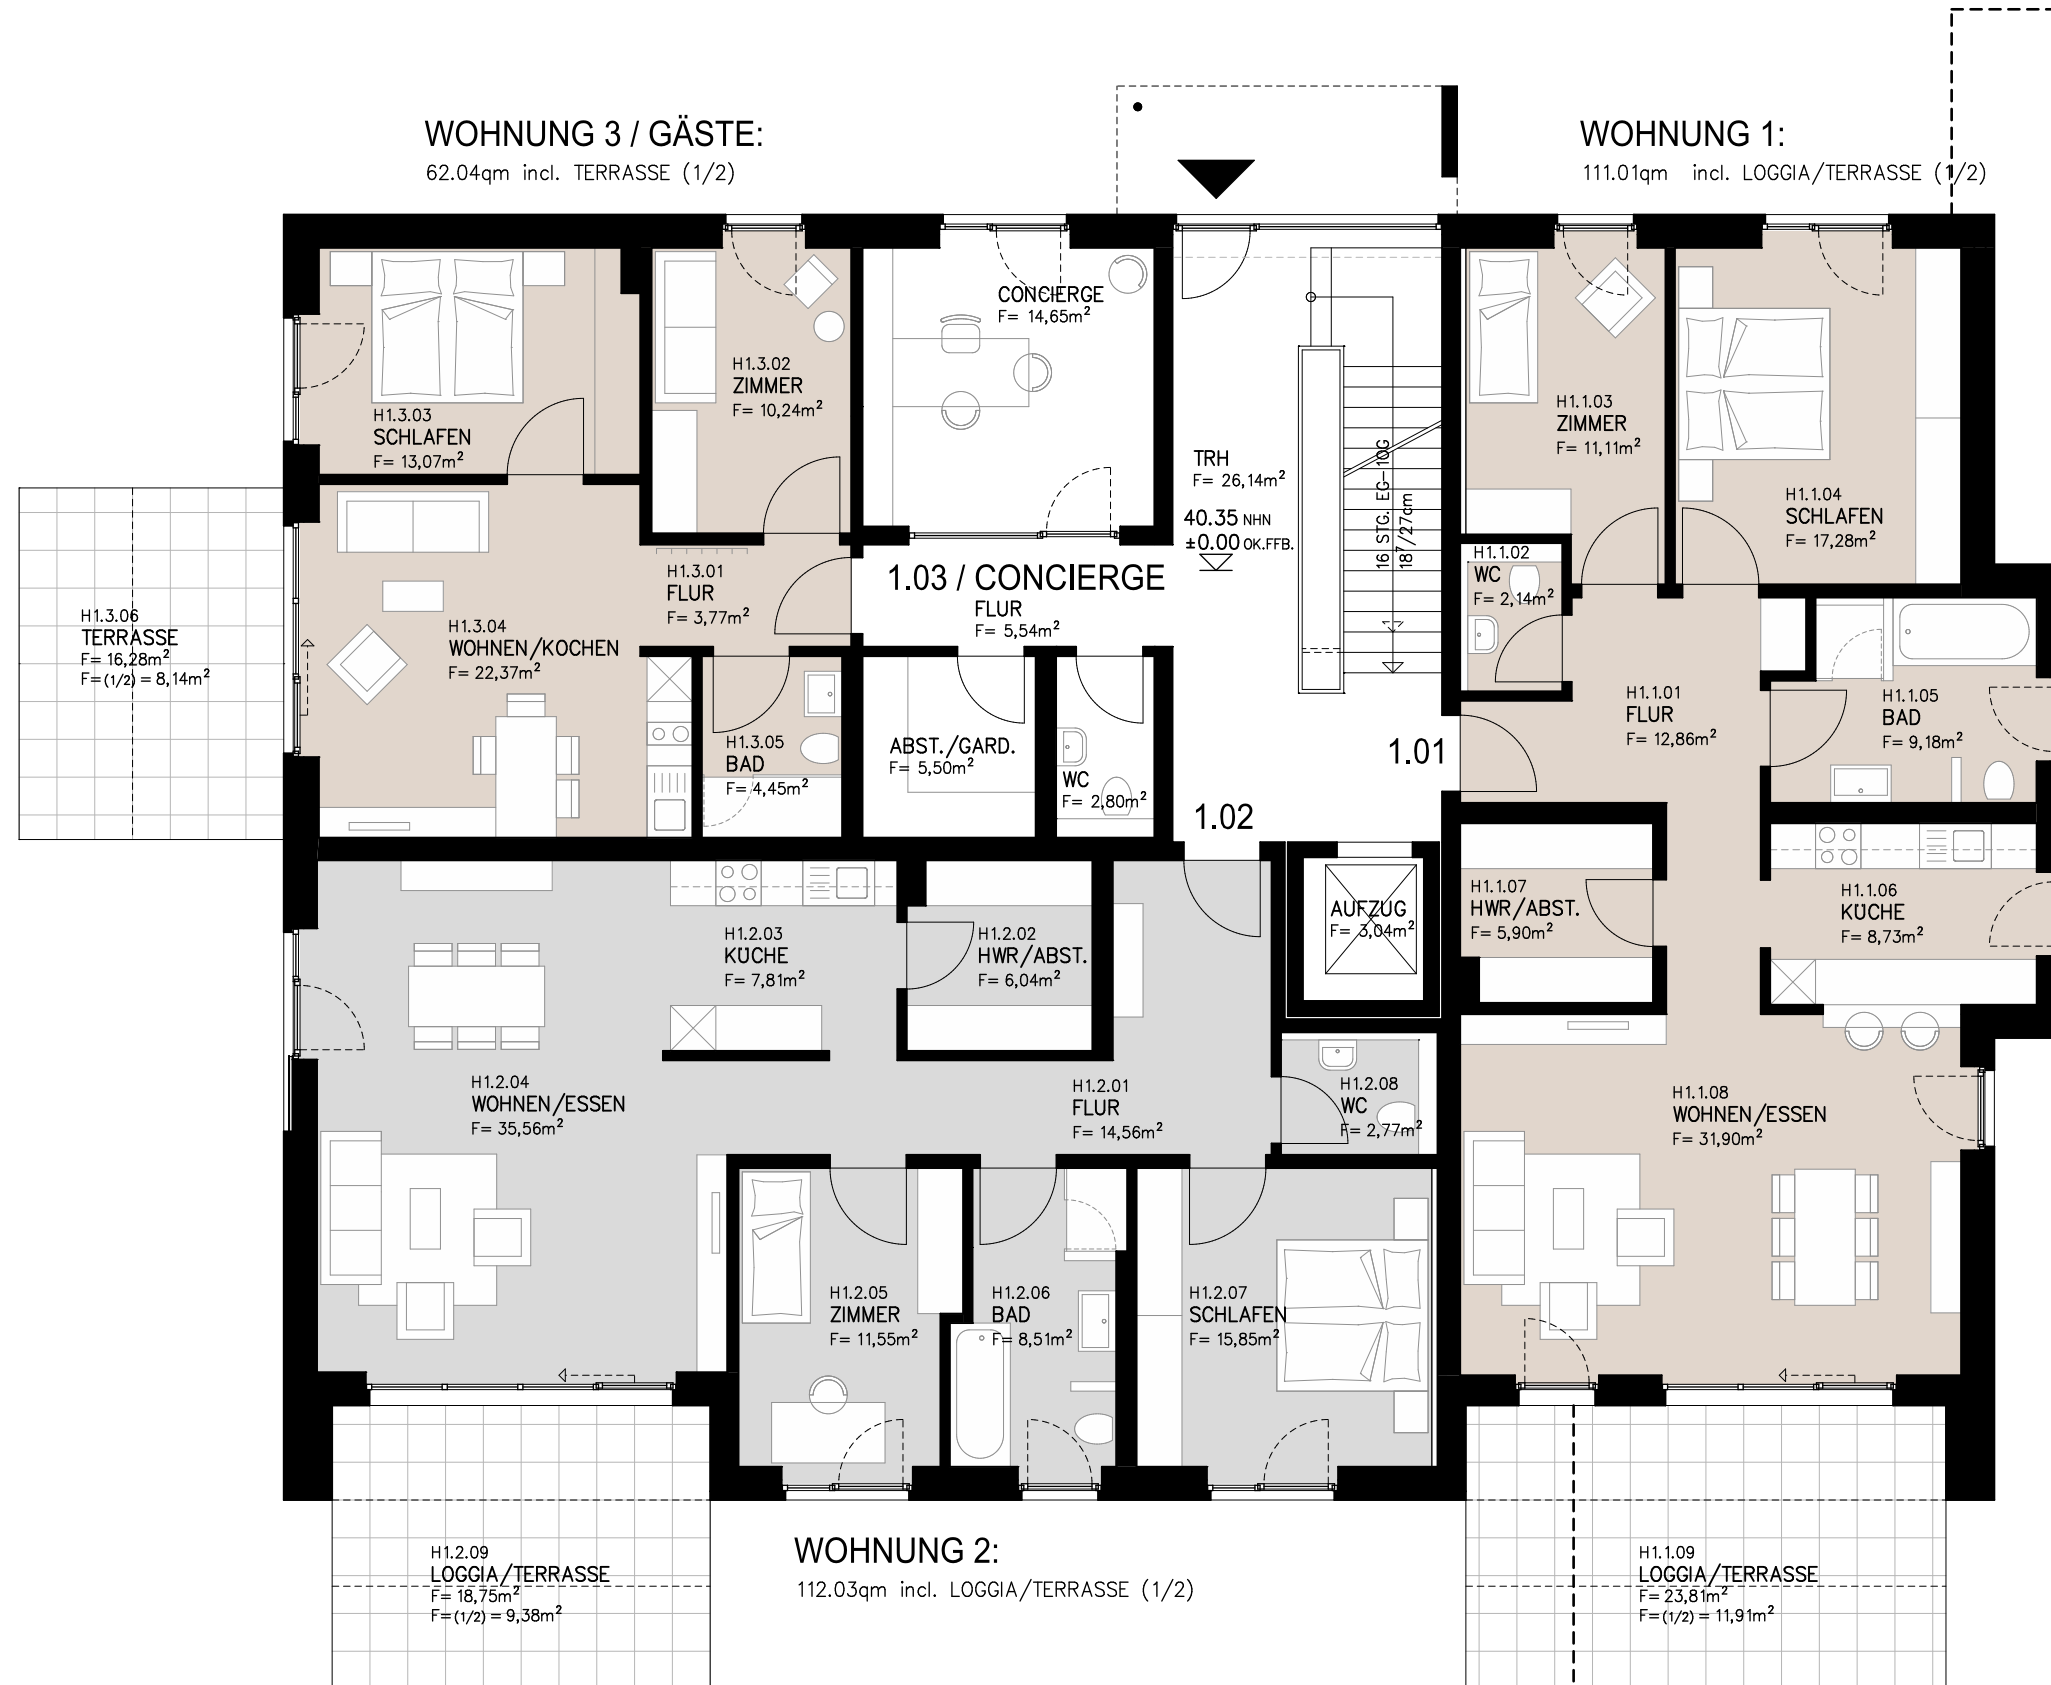 WOHNUNG 3 / GÄSTE:
62.04qm incl. TERRASSE (1/2)
WOHNUNG 1:
111.01qm incl. LOGGIA/TERRASSE (1/2)
CONCIERGE
F= 14,65m²
H1.3.02
ZIMMER
F= 10,24m²
H1.3.03
SCHLAFEN
F= 13,07m²
H1.1.03
ZIMMER
F= 11,11m²
TRH
F= 26,14m²
40.35 NHN
±0.00 OK.FFB.
16 STG. EG-1OG
18⁷/27cm
H1.1.04
SCHLAFEN
F= 17,28m²
H1.1.02
WC
F= 2,14m²
H1.3.01
FLUR
F= 3,77m²
1.03 / CONCIERGE
FLUR
F= 5,54m²
H1.3.06
TERRASSE
F= 16,28m²
F=(1/2) = 8,14m²
H1.3.04
WOHNEN/KOCHEN
F= 22,37m²
H1.1.01
FLUR
F= 12,86m²
H1.1.05
BAD
F= 9,18m²
H1.3.05
BAD
F= 4,45m²
ABST./GARD.
F= 5,50m²
WC
F= 2,80m²
1.01
1.02
H1.1.07
HWR/ABST.
F= 5,90m²
H1.1.06
KÜCHE
F= 8,73m²
AUFZUG
F= 3,04m²
H1.2.03
KÜCHE
F= 7,81m²
H1.2.02
HWR/ABST.
F= 6,04m²
H1.2.04
WOHNEN/ESSEN
F= 35,56m²
H1.2.01
FLUR
F= 14,56m²
H1.2.08
WC
F= 2,77m²
H1.1.08
WOHNEN/ESSEN
F= 31,90m²
H1.2.05
ZIMMER
F= 11,55m²
H1.2.06
BAD
F= 8,51m²
H1.2.07
SCHLAFEN
F= 15,85m²
WOHNUNG 2:
112.03qm incl. LOGGIA/TERRASSE (1/2)
H1.2.09
LOGGIA/TERRASSE
F= 18,75m²
F=(1/2) = 9,38m²
H1.1.09
LOGGIA/TERRASSE
F= 23,81m²
F=(1/2) = 11,91m²